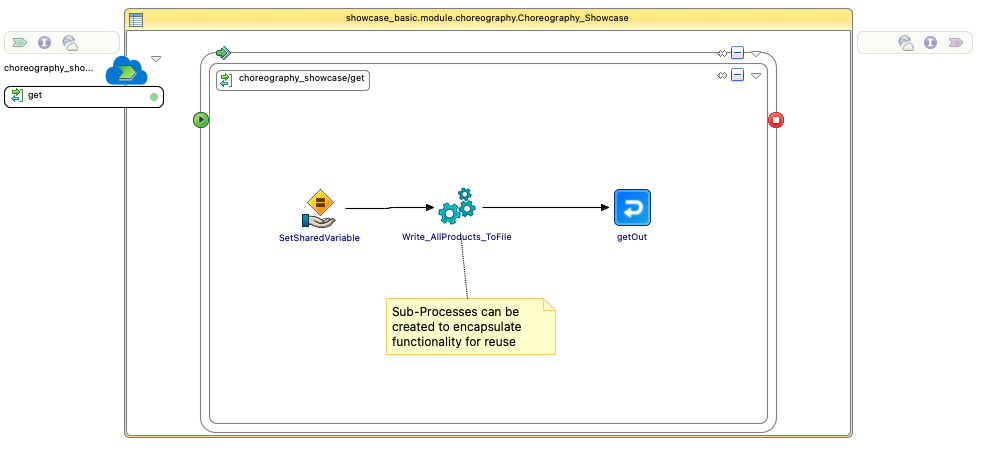 showcase_basic.module.choreography.Choreography_Showcase
choreography_sho...
get
choreography_showcase/get
SetSharedVariable
Write_AllProducts_ToFile
getOut
Sub-Processes can be
created to encapsulate
functionality for reuse